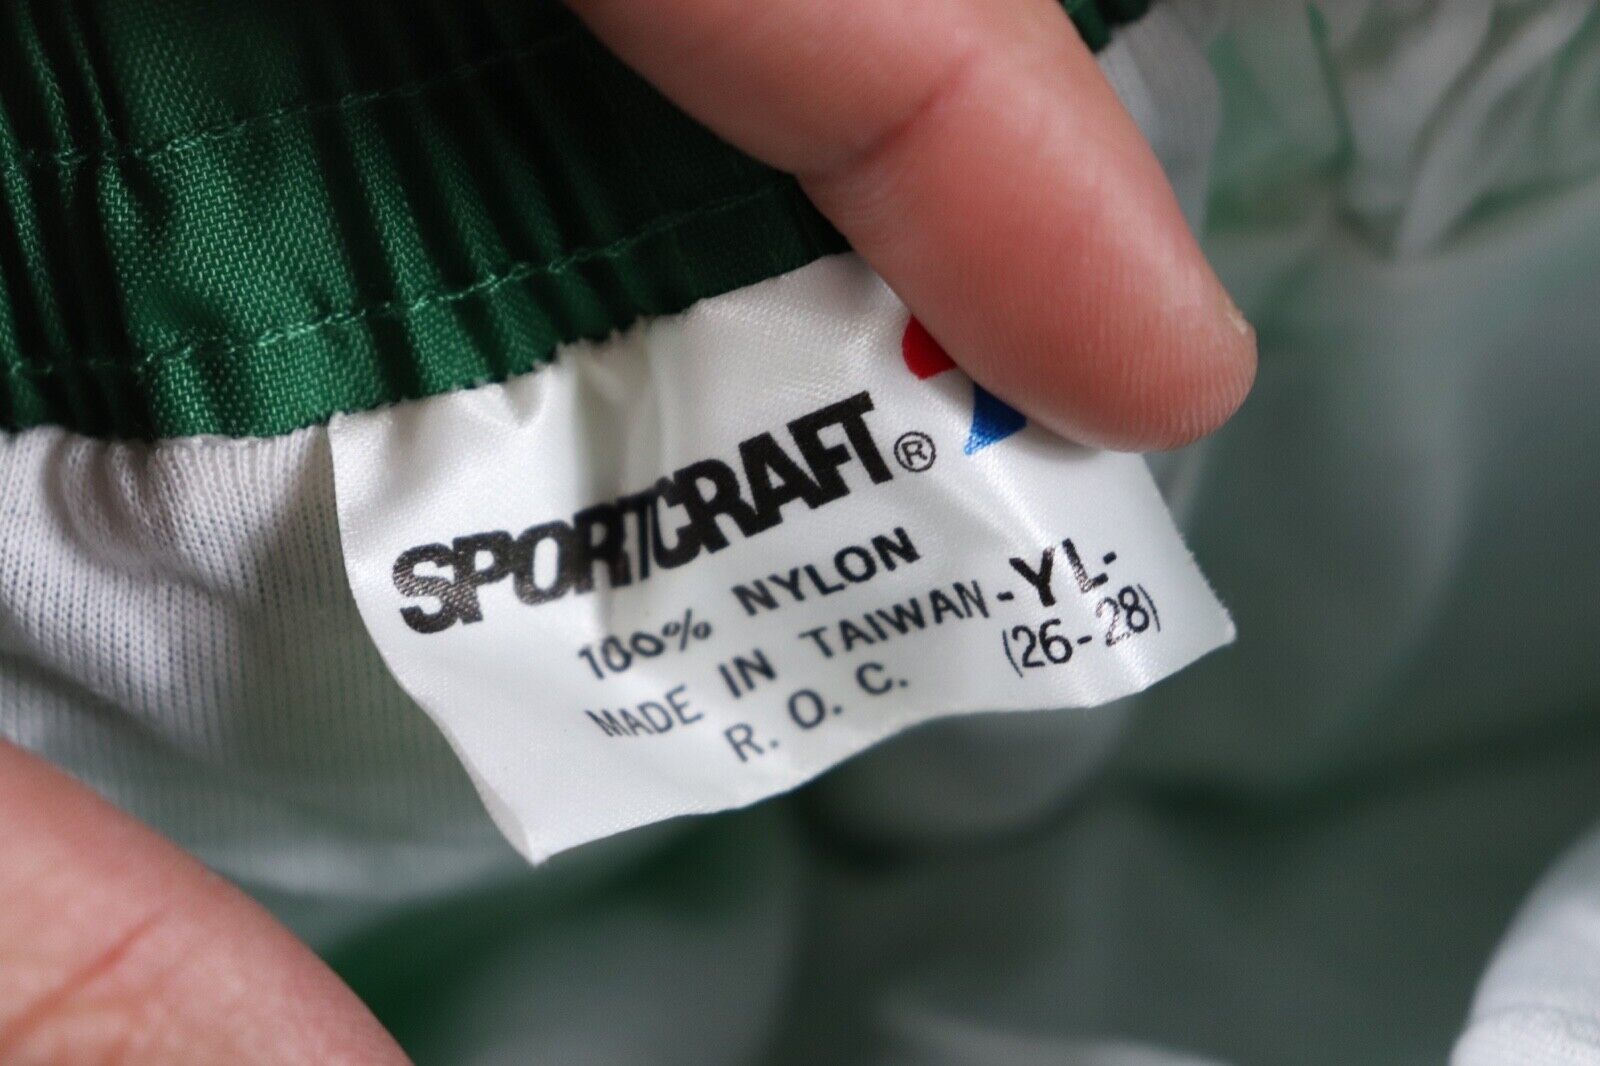 SPORTCRAFT®
100% NYLON
MADE IN TAIWAN -YL-
R. O. C. (26-28)